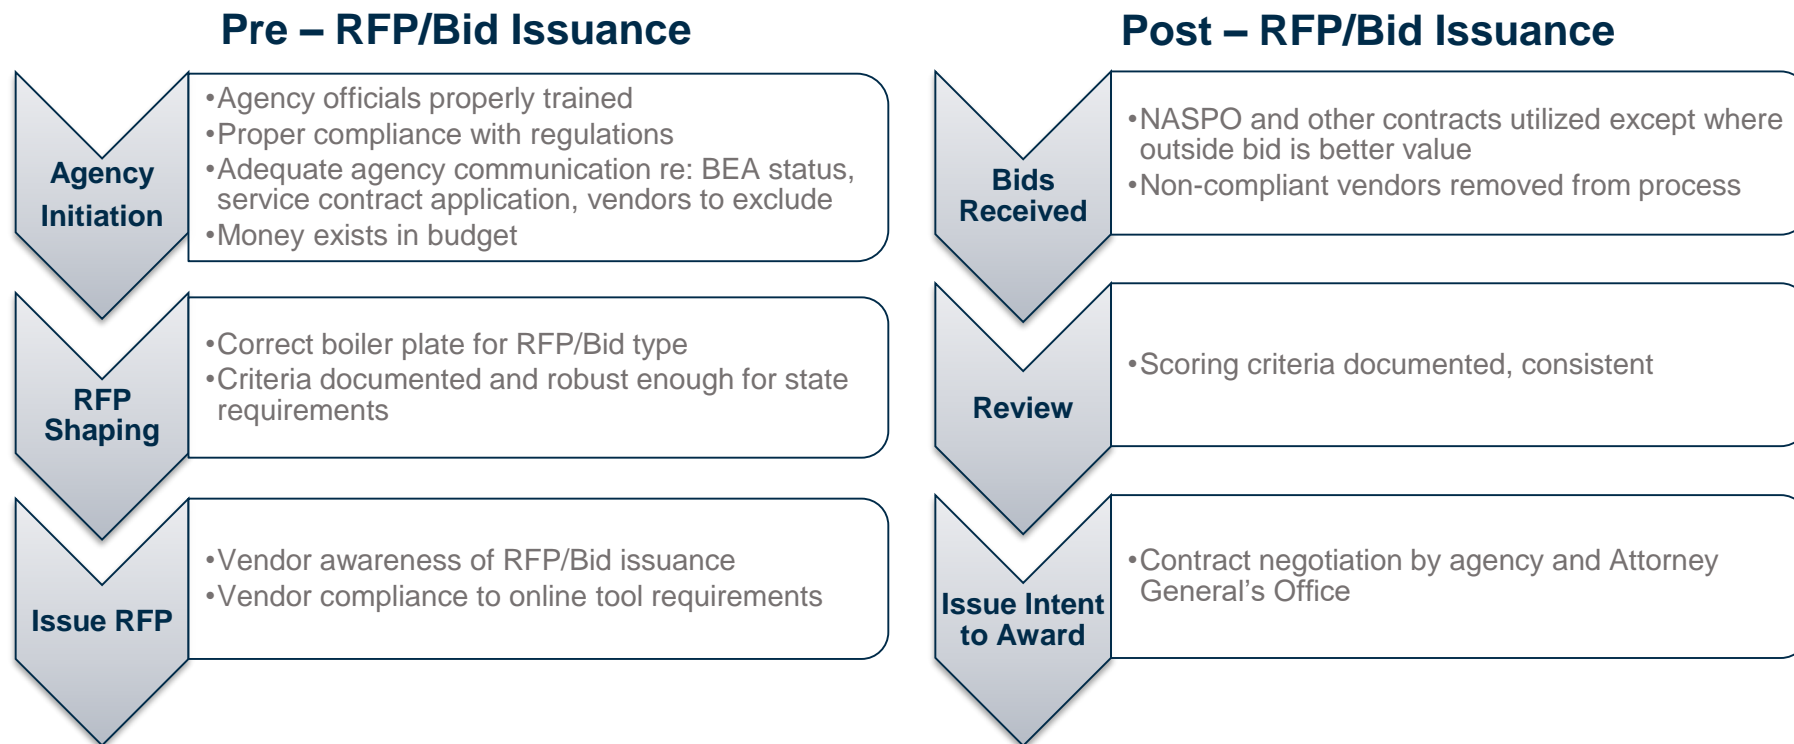 Pre – RFP/Bid Issuance
Agency
Initiation
•Agency officials properly trained
•Proper compliance with regulations
•Adequate agency communication re: BEA status,
service contract application, vendors to exclude
•Money exists in budget
RFP
Shaping
•Correct boiler plate for RFP/Bid type
•Criteria documented and robust enough for state
requirements
Issue RFP
•Vendor awareness of RFP/Bid issuance
•Vendor compliance to online tool requirements
Post – RFP/Bid Issuance
Bids
Received
•NASPO and other contracts utilized except where
outside bid is better value
•Non-compliant vendors removed from process
Review
•Scoring criteria documented, consistent
Issue Intent
to Award
•Contract negotiation by agency and Attorney
General’s Office